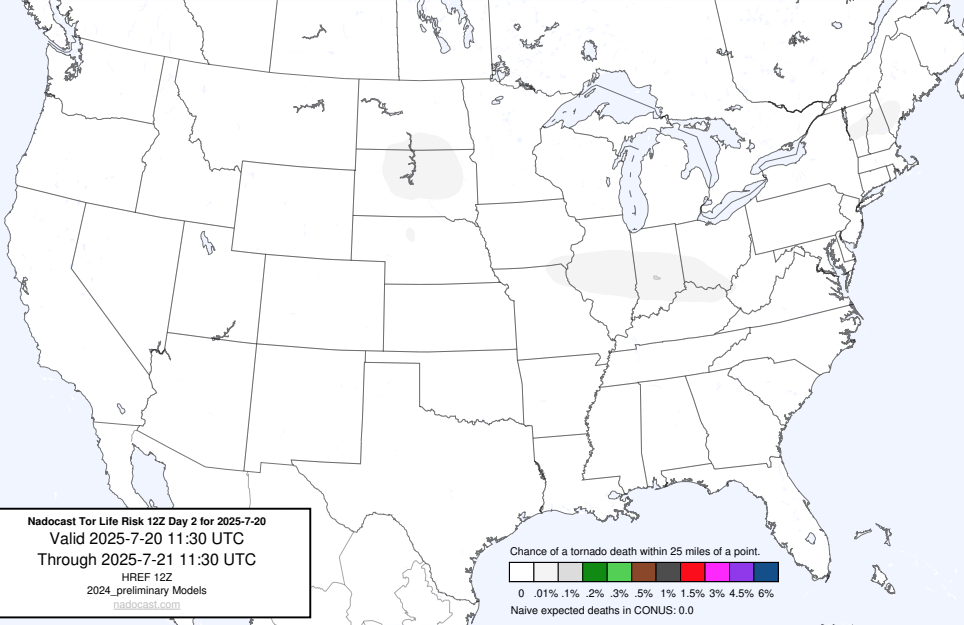 Nadocast Tor Life Risk 12Z Day 2 for 2025-7-20
Valid 2025-7-20 11:30 UTC
Through 2025-7-21 11:30 UTC
HREF 12Z
2024_preliminary Models
nadocast.com
Chance of a tornado death within 25 miles of a point.
0 .01% .1% .2% .3% .5% 1% 1.5% 3% 4.5% 6%
Naive expected deaths in CONUS: 0.0